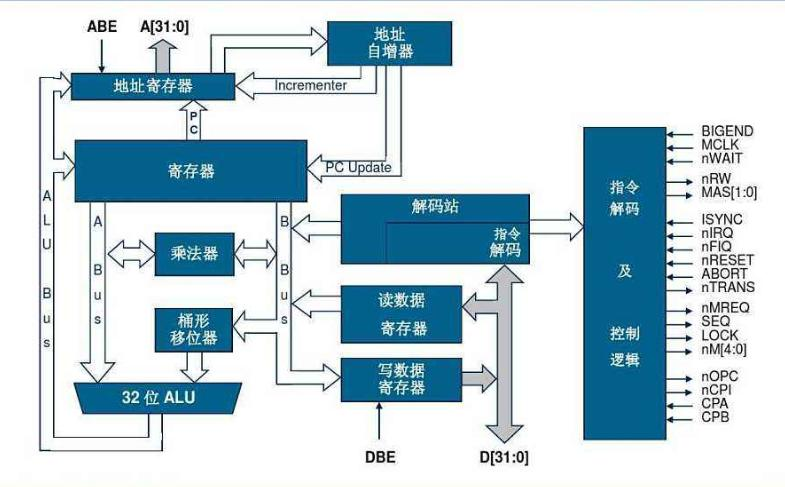 ABE
A[31:0]
地址
自增器
地址寄存器
Incrementer
P
C
寄存器
PC Update
A
L
U
B
u
s
A
B
u
s
B
B
u
s
乘法器
桶形
移位器
32 位 ALU
解码站
指令
解码
读数据
寄存器
写数据
寄存器
DBE
D[31:0]
指令
解码
及
控制
逻辑
BIGEND
MCLK
nWAIT
nRW
MAS[1:0]
ISYNC
nIRQ
nFIQ
nRESET
ABORT
nTRANS
nMREQ
SEQ
LOCK
nM[4:0]
nOPC
nCPI
CPA
CPB